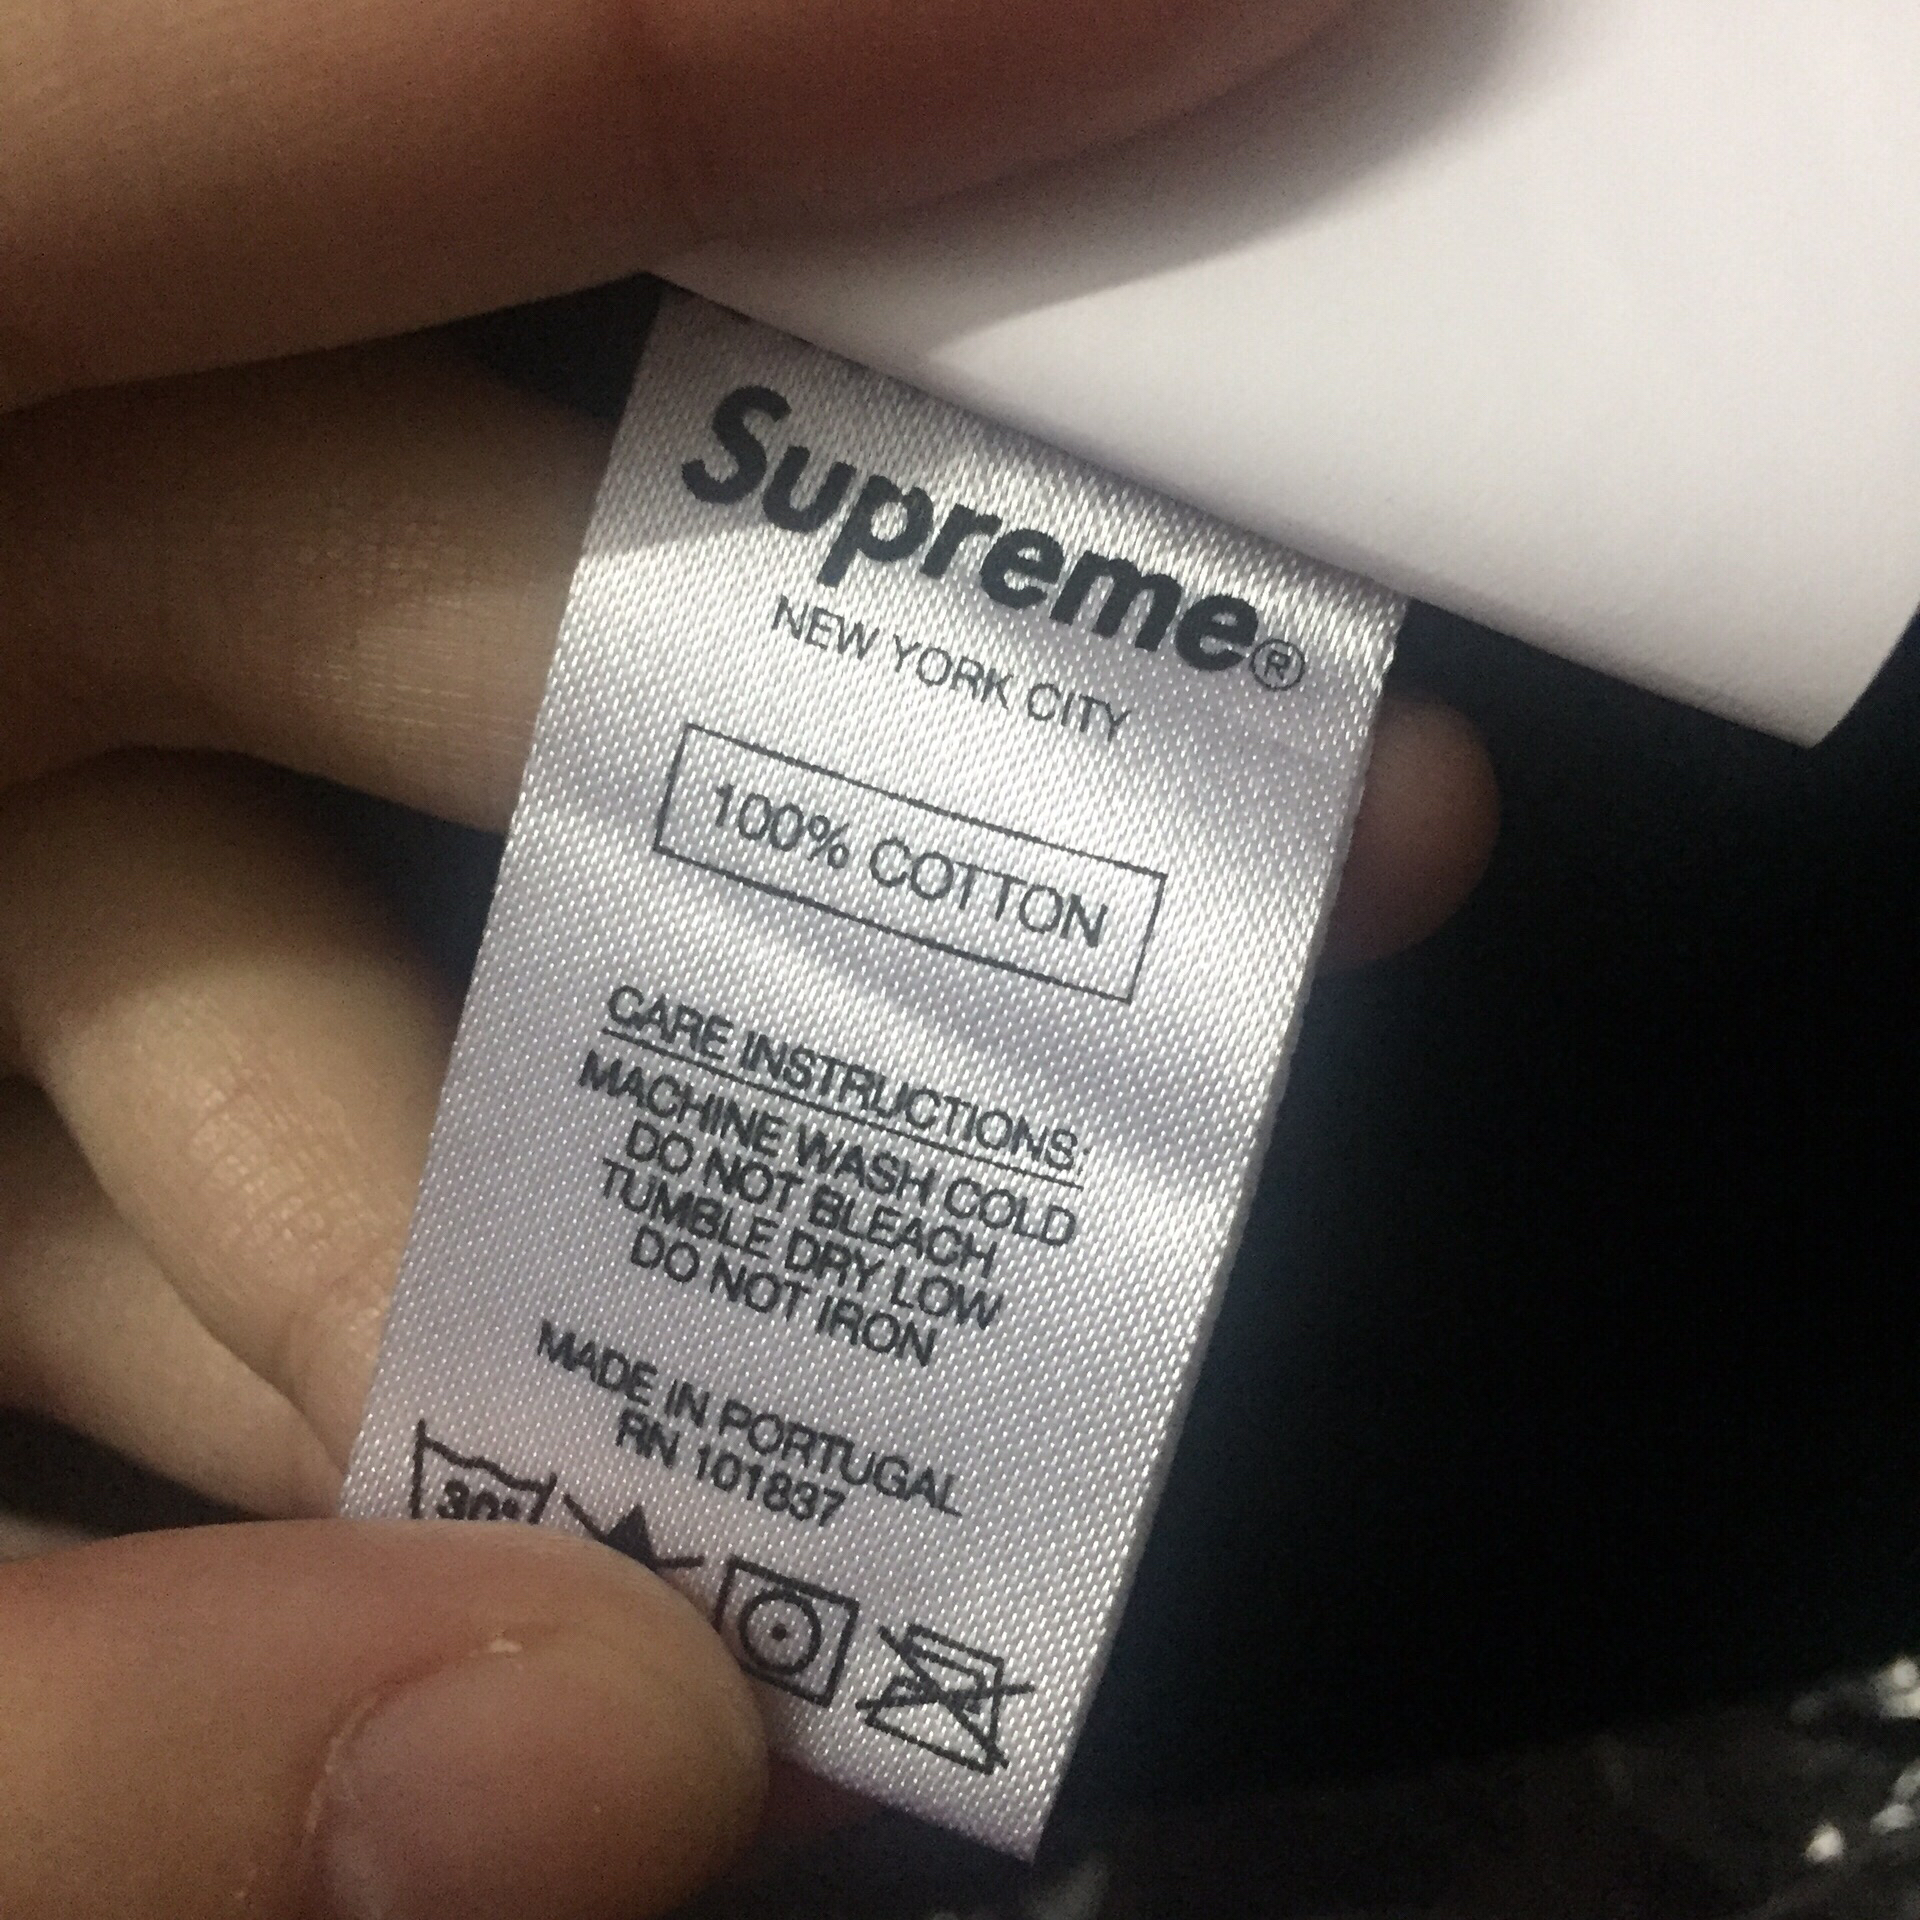 Supreme®
NEW YORK CITY
100% COTTON
CARE INSTRUCTIONS:
MACHINE WASH COLD
DO NOT BLEACH
TUMBLE DRY LOW
DO NOT IRON
MADE IN PORTUGAL
RN 101837
30°